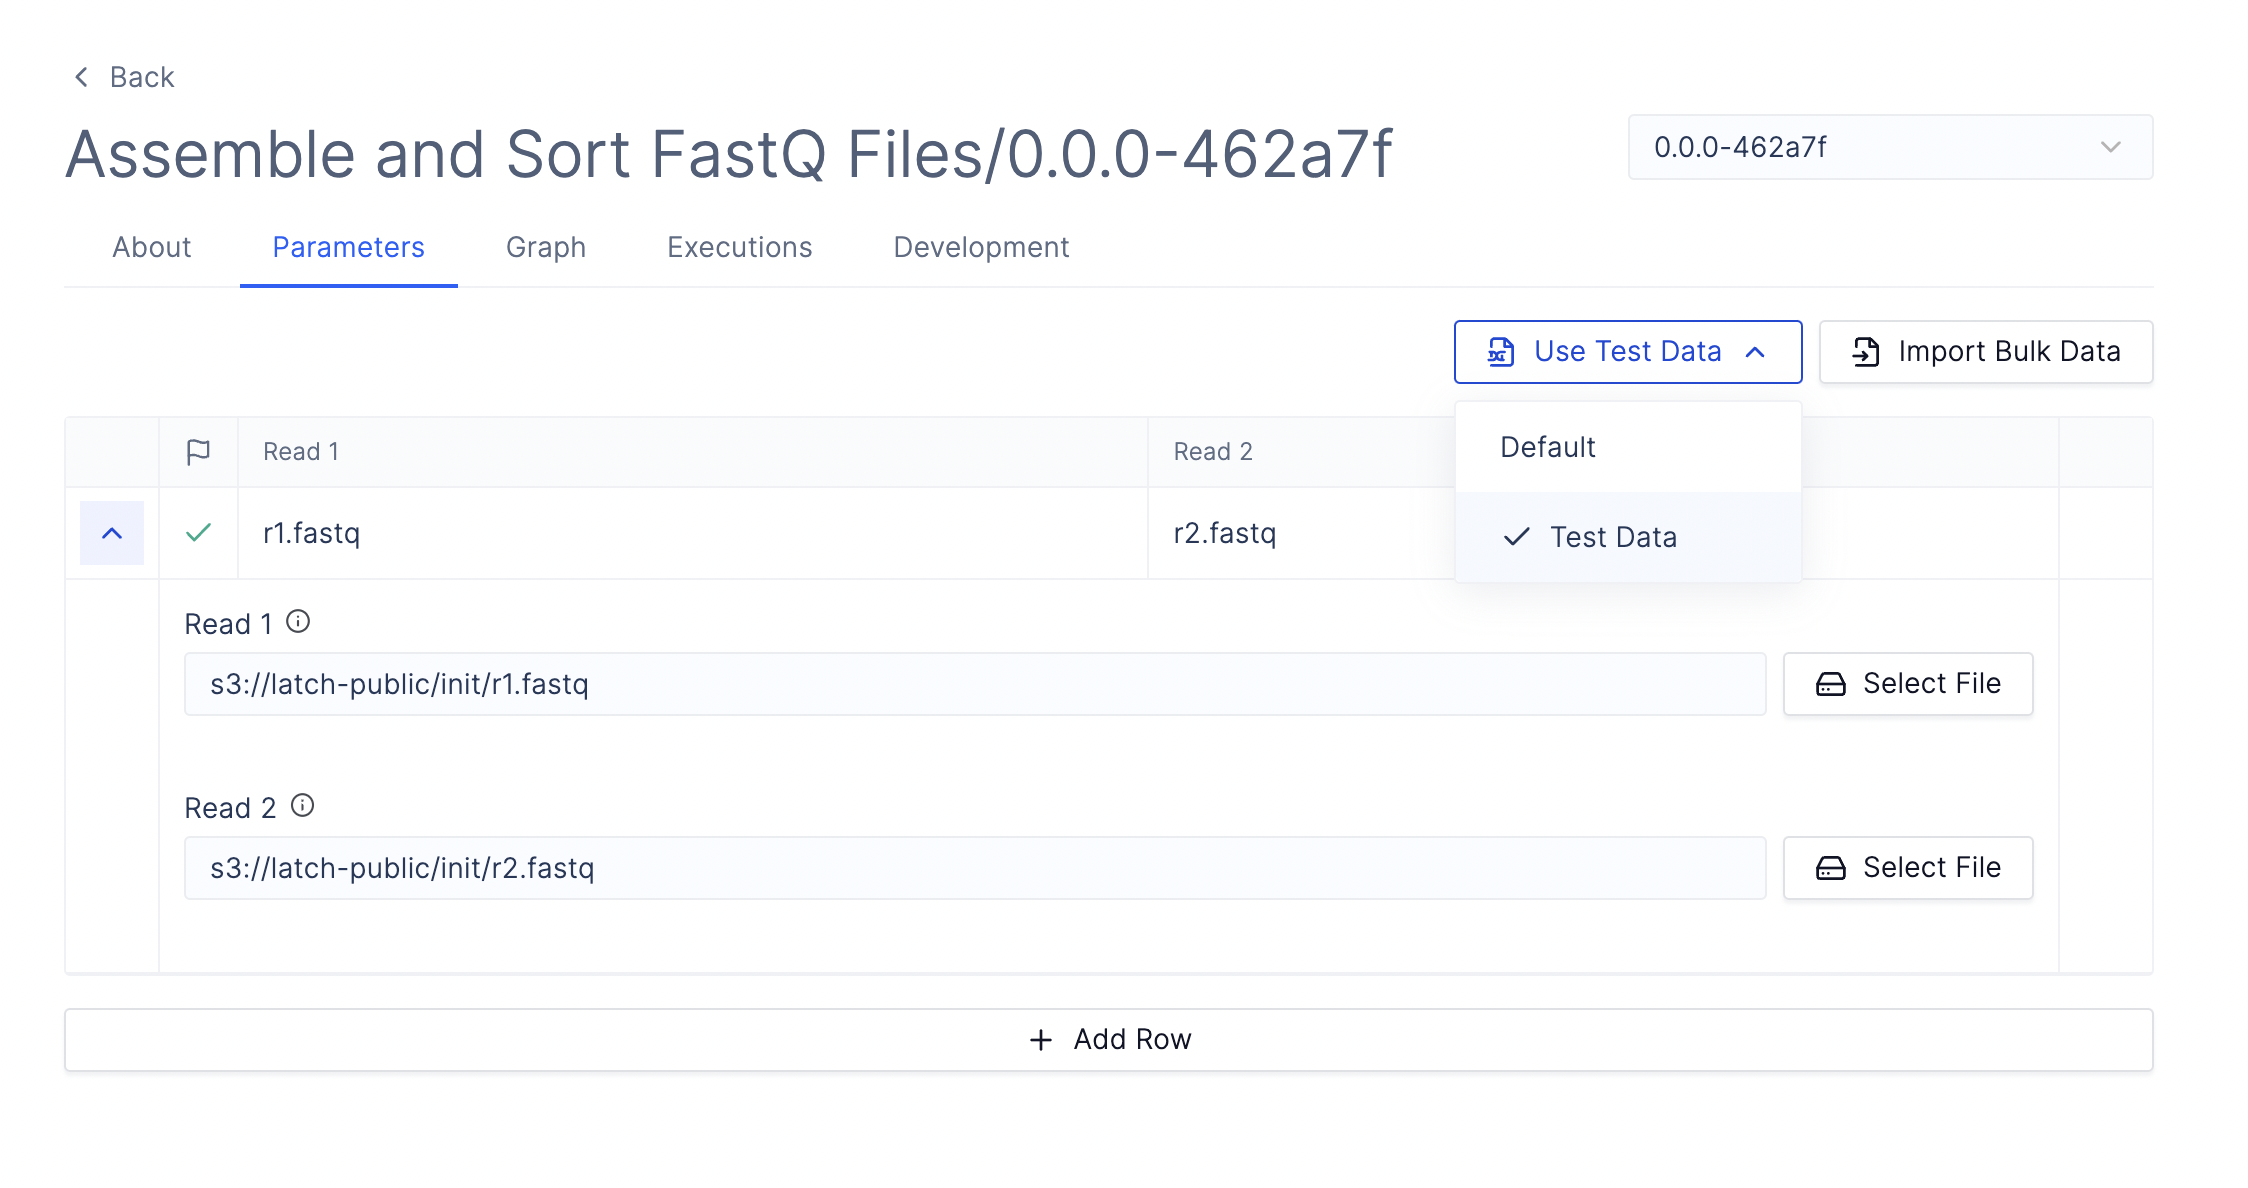 Back
Assemble and Sort FastQ Files/0.0.0-462a7f
0.0.0-462a7f
About Parameters Graph Executions Development
Use Test Data
Import Bulk Data
Default
Test Data
Read 1 Read 2
r1.fastq r2.fastq
Read 1
s3://latch-public/init/r1.fastq
Select File
Read 2
s3://latch-public/init/r2.fastq
Select File
Add Row